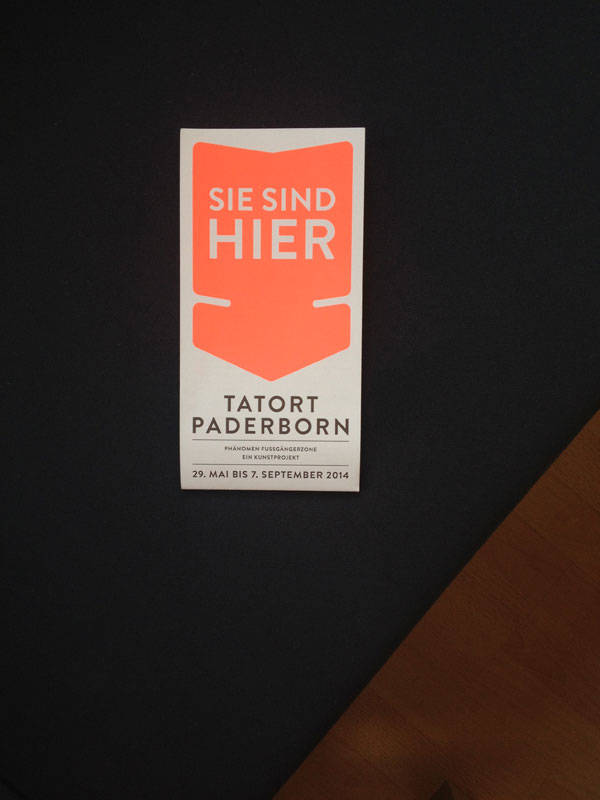 SIE SIND
HIER
TATORT
PADERBORN
PHÄNOMEN FUSSGÄNGERZONE
EIN KUNSTPROJEKT
29. MAI BIS 7. SEPTEMBER 2014